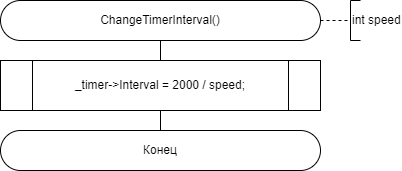 ChangeTimerInterval()
int speed
_timer->Interval = 2000 / speed;
Конец